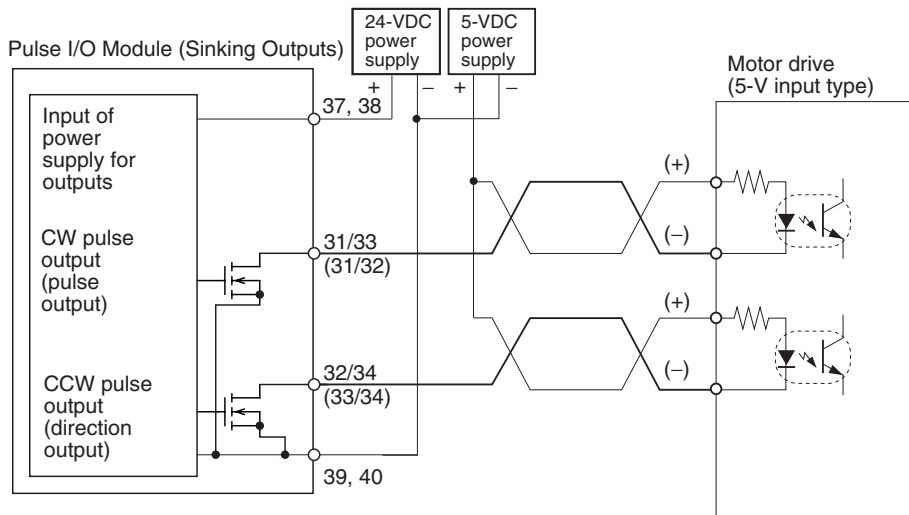 Pulse I/O Module (Sinking Outputs)
24-VDC
power
supply
5-VDC
power
supply
+
−
+
−
Motor drive
(5-V input type)
37, 38
Input of
power
supply for
outputs
(+)
(−)
CW pulse
output
(pulse
output)
31/33
(31/32)
(+)
(−)
CCW pulse
output
(direction
output)
32/34
(33/34)
39, 40